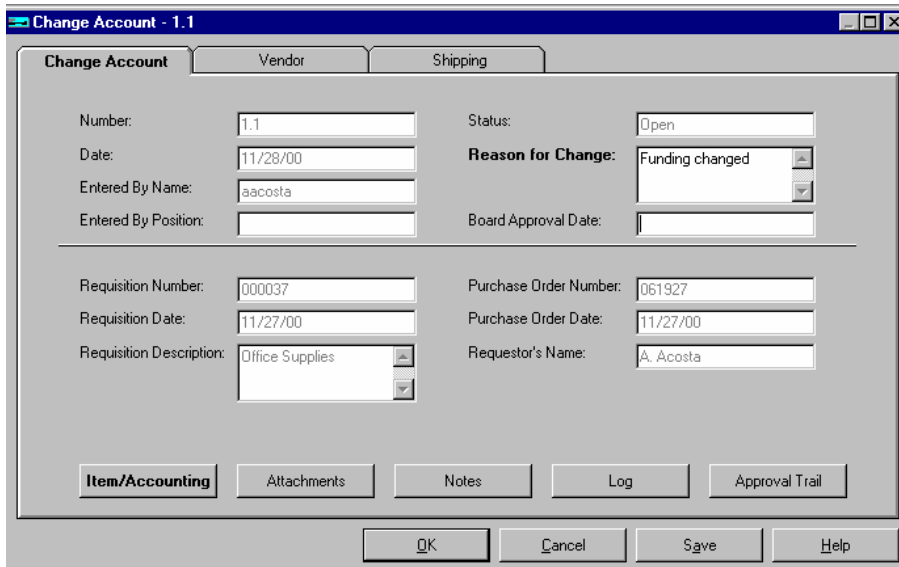 Change Account - 1.1
Change Account Vendor Shipping
Number: 1.1 Status: Open
Date: 11/28/00 Reason for Change: Funding changed
Entered By Name: aacosta
Entered By Position: Board Approval Date:
Requisition Number: 000037 Purchase Order Number: 061927
Requisition Date: 11/27/00 Purchase Order Date: 11/27/00
Requisition Description: Office Supplies Requestor's Name: A. Acosta
Item/Accounting Attachments Notes Log Approval Trail
OK Cancel Save Help